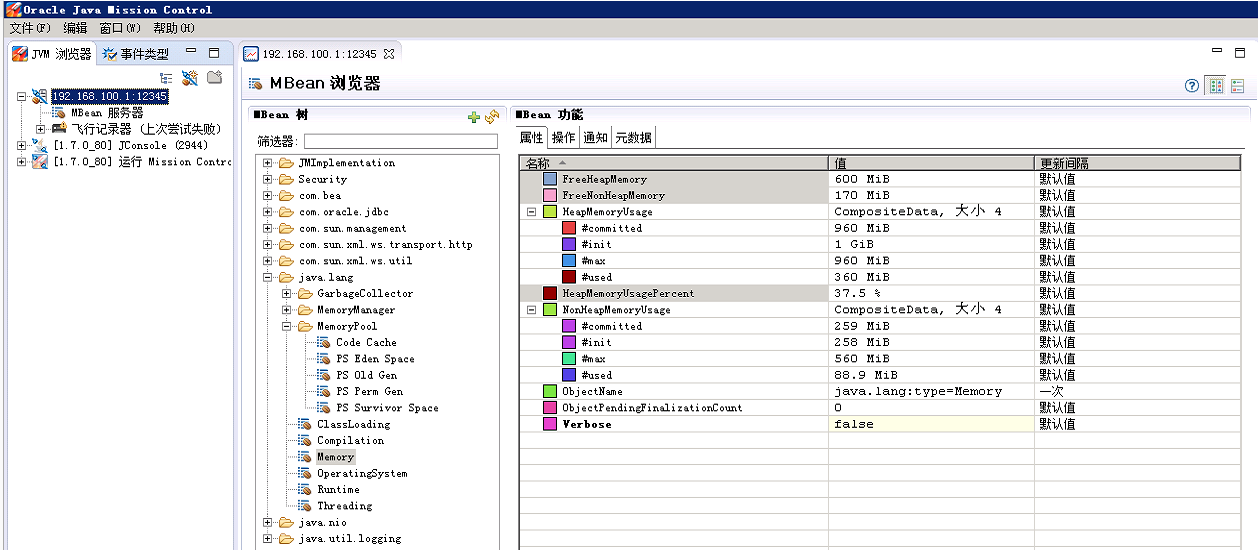 Oracle Java Mission Control
文件(F) 编辑 窗口(W) 帮助(H)
JVM 浏览器 事件类型
192.168.100.1:12345
MBean 服务器
飞行记录器 (上次尝试失败)
[1.7.0_80] JConsole (2944)
[1.7.0_80] 运行 Mission Contro
192.168.100.1:12345
MBean 浏览器
MBean 树
筛选器:
JMImplementation
Security
com.bea
com.oracle.jdbc
com.sun.management
com.sun.xml.ws.transport.http
com.sun.xml.ws.util
java.lang
GarbageCollector
MemoryManager
MemoryPool
Code Cache
PS Eden Space
PS Old Gen
PS Perm Gen
PS Survivor Space
ClassLoading
Compilation
Memory
OperatingSystem
Runtime
Threading
java.nio
java.util.logging
MBean 功能
属性 操作 通知 元数据
名称 值 更新间隔
FreeHeapMemory 600 MiB 默认值
FreeNonHeapMemory 170 MiB 默认值
HeapMemoryUsage CompositeData, 大小 4 默认值
#committed 960 MiB 默认值
#init 1 GiB 默认值
#max 960 MiB 默认值
#used 360 MiB 默认值
HeapMemoryUsagePercent 37.5 % 默认值
NonHeapMemoryUsage CompositeData, 大小 4 默认值
#committed 259 MiB 默认值
#init 258 MiB 默认值
#max 560 MiB 默认值
#used 88.9 MiB 默认值
ObjectName java.lang:type=Memory 一次
ObjectPendingFinalizationCount 0 默认值
Verbose false 默认值